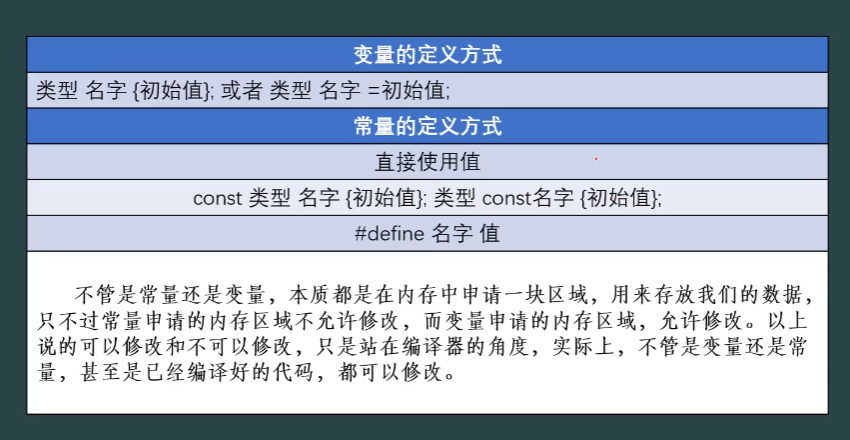 变量的定义方式
类型 名字 {初始值}; 或者 类型 名字 =初始值;
常量的定义方式
直接使用值
const 类型 名字 {初始值}; 类型 const名字 {初始值};
#define 名字 值
不管是常量还是变量，本质都是在内存中申请一块区域，用来存放我们的数据，
只不过常量申请的内存区域不允许修改，而变量申请的内存区域，允许修改。以上
说的可以修改和不可以修改，只是站在编译器的角度，实际上，不管是变量还是常
量，甚至是已经编译好的代码，都可以修改。